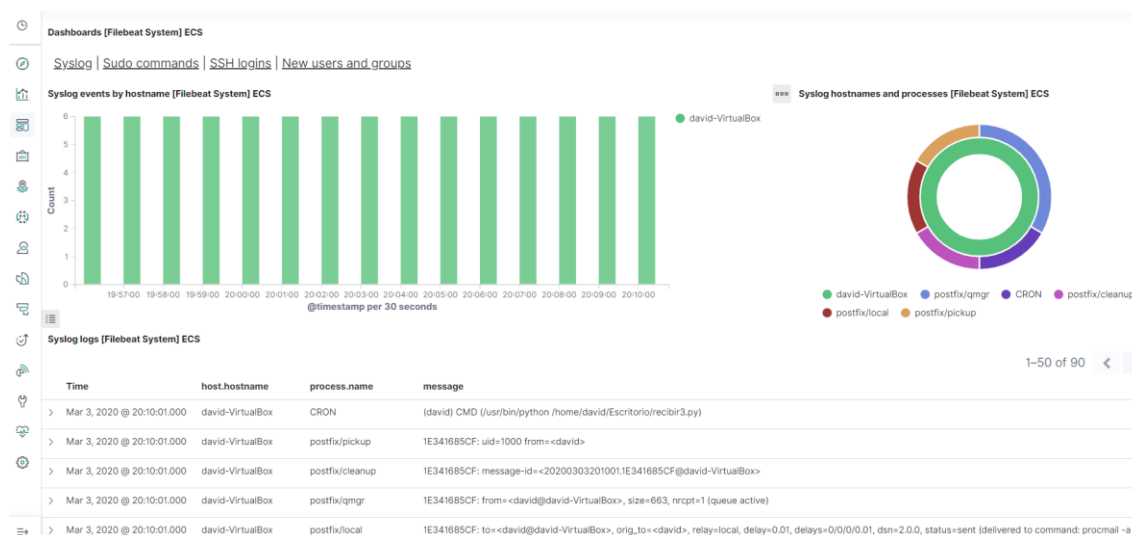 Dashboards [Filebeat System] ECS
Syslog | Sudo commands | SSH logins | New users and groups
Syslog events by hostname [Filebeat System] ECS
6
5
4
3
2
1
0
Count
19:57:00 19:58:00 19:59:00 20:00:00 20:01:00 20:02:00 20:03:00 20:04:00 20:05:00 20:06:00 20:07:00 20:08:00 20:09:00 20:10:00
@timestamp per 30 seconds
david-VirtualBox
Syslog hostnames and processes [Filebeat System] ECS
david-VirtualBox postfix/qmgr CRON postfix/cleanup
postfix/local postfix/pickup
Syslog logs [Filebeat System] ECS
1–50 of 90
Time host.hostname process.name message
Mar 3, 2020 @ 20:10:01.000 david-VirtualBox CRON (david) CMD (/usr/bin/python /home/david/Escritorio/recibir3.py)
Mar 3, 2020 @ 20:10:01.000 david-VirtualBox postfix/pickup 1E341685CF: uid=1000 from=<david>
Mar 3, 2020 @ 20:10:01.000 david-VirtualBox postfix/cleanup 1E341685CF: message-id=<20200303201001.1E341685CF@david-VirtualBox>
Mar 3, 2020 @ 20:10:01.000 david-VirtualBox postfix/qmgr 1E341685CF: from=<david@david-VirtualBox>, size=663, nrcpt=1 (queue active)
Mar 3, 2020 @ 20:10:01.000 david-VirtualBox postfix/local 1E341685CF: to=<david@david-VirtualBox>, orig_to=<david>, relay=local, delay=0.01, delays=0/0/0/0.01, dsn=2.0.0, status=sent (delivered to command: procmail -a